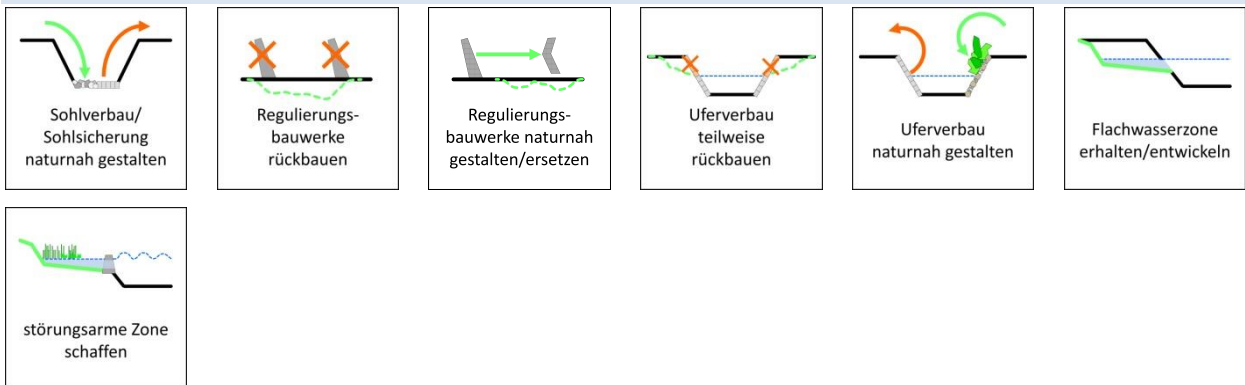 Sohlverbau/
Sohlsicherung
naturnah gestalten
Regulierungs-
bauwerke
rückbauen
Regulierungs-
bauwerke naturnah
gestalten/ersetzen
Uferverbau
teilweise
rückbauen
Uferverbau
naturnah gestalten
Flachwasserzone
erhalten/entwickeln
störungsarme Zone
schaffen